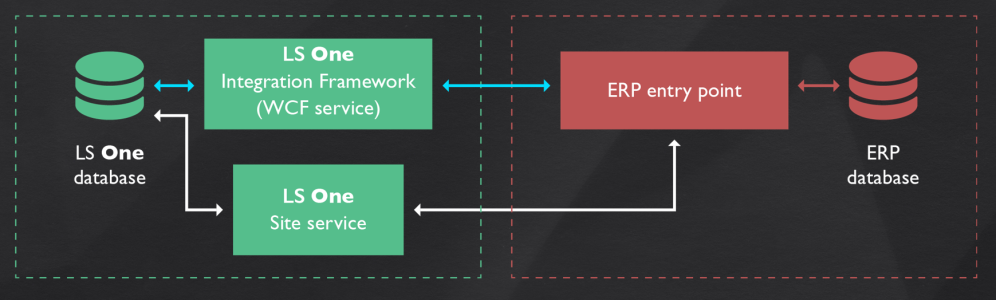 LS One
Integration Framework
(WCF service)
ERP entry point
LS One
database
ERP
database
LS One
Site service